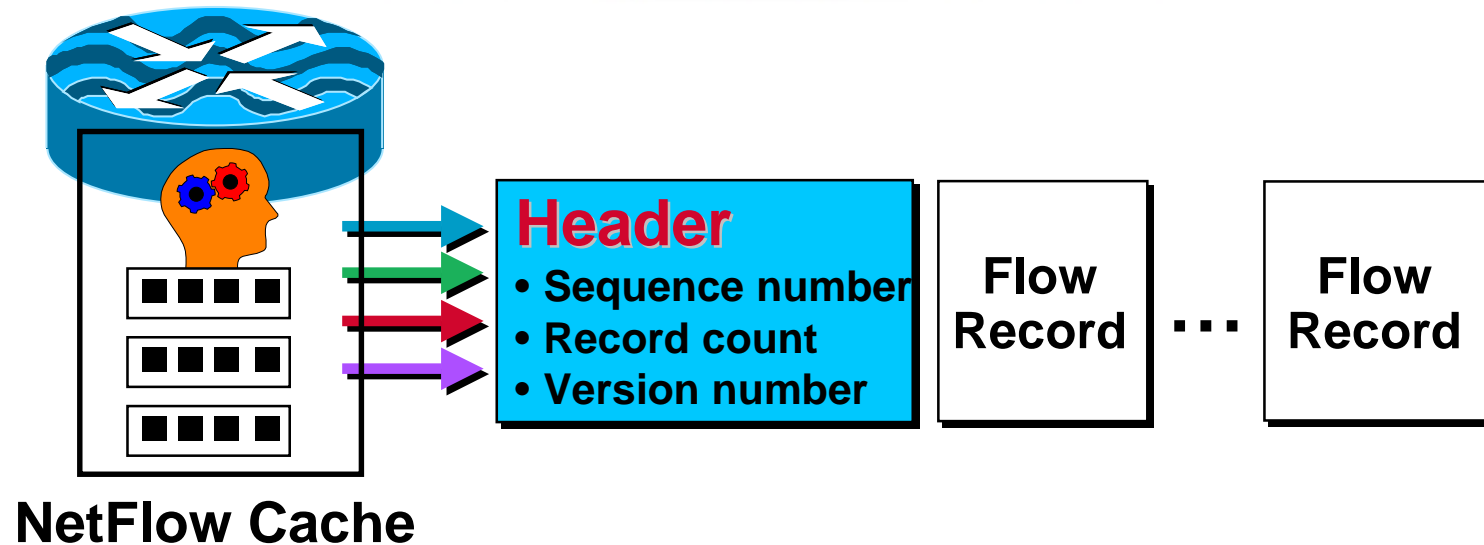 Header
• Sequence number
• Record count
• Version number
Flow
Record
...
Flow
Record
NetFlow Cache